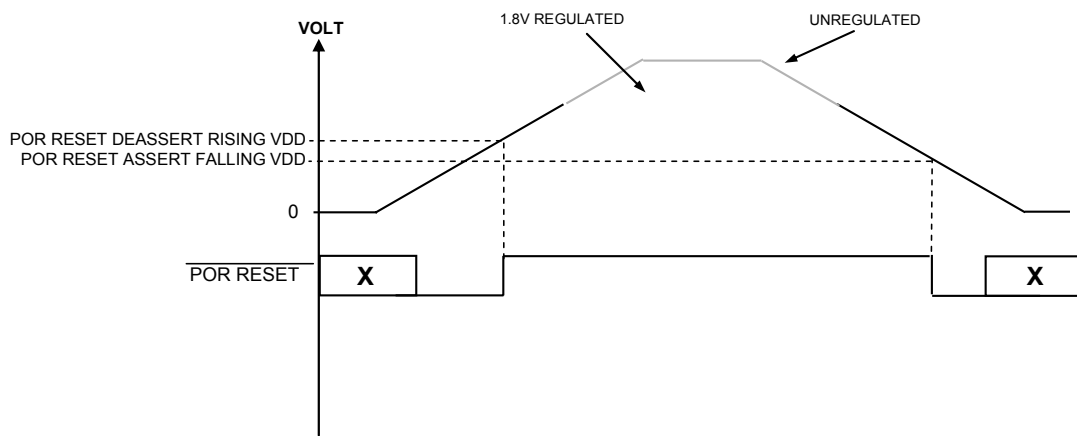 1.8V REGULATED
UNREGULATED
VOLT
POR RESET DEASSERT RISING VDD
POR RESET ASSERT FALLING VDD
0
POR RESET
X
X